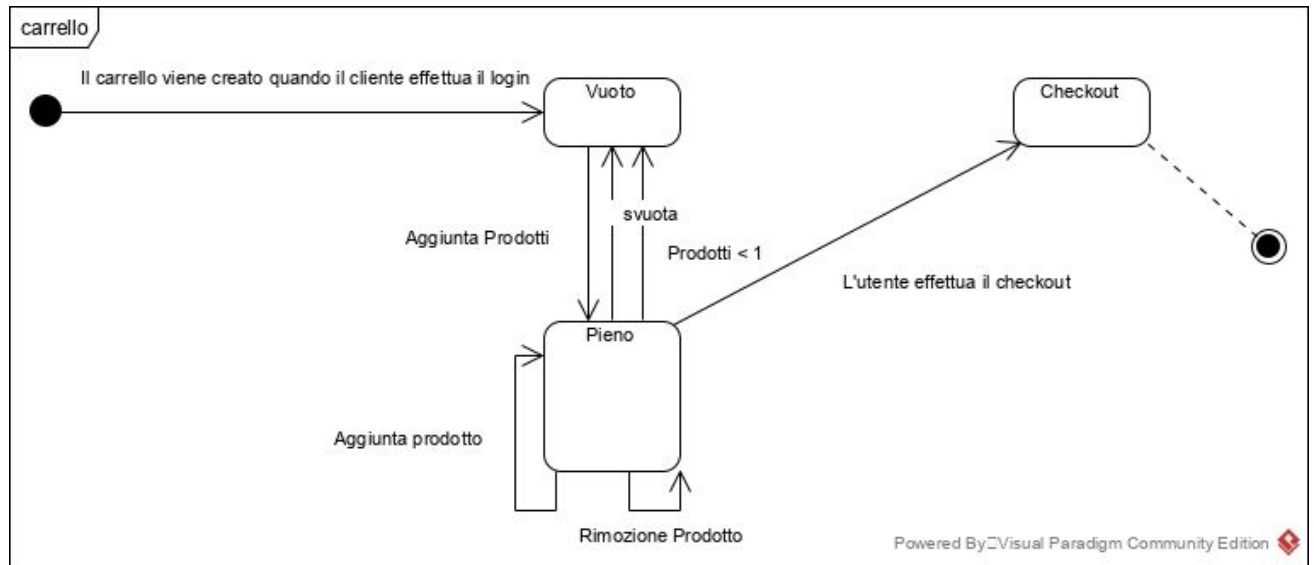 carrello
Il carrello viene creato quando il cliente effettua il login
Vuoto
Checkout
svuota
Aggiunta Prodotti
Prodotti < 1
L'utente effettua il checkout
Pieno
Aggiunta prodotto
Rimozione Prodotto
Powered By Visual Paradigm Community Edition